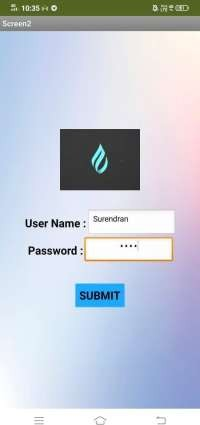 10:35
Screen2
User Name :
Surendran
Password :
••••
SUBMIT